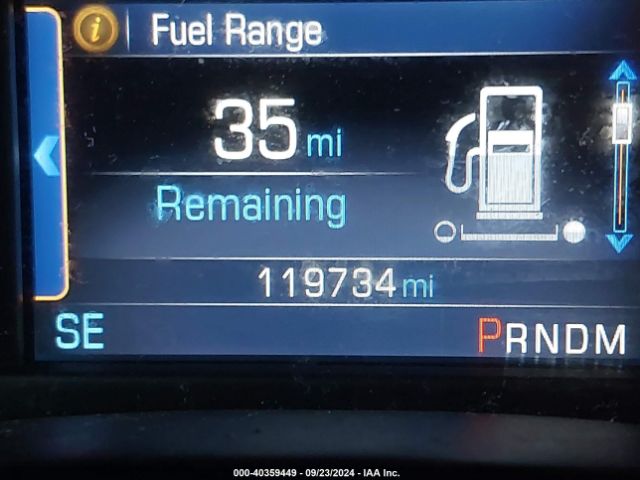 Fuel Range
35 mi
Remaining
119734 mi
SE
PRNDM
000-40359449 - 09/23/2024 - IAA Inc.